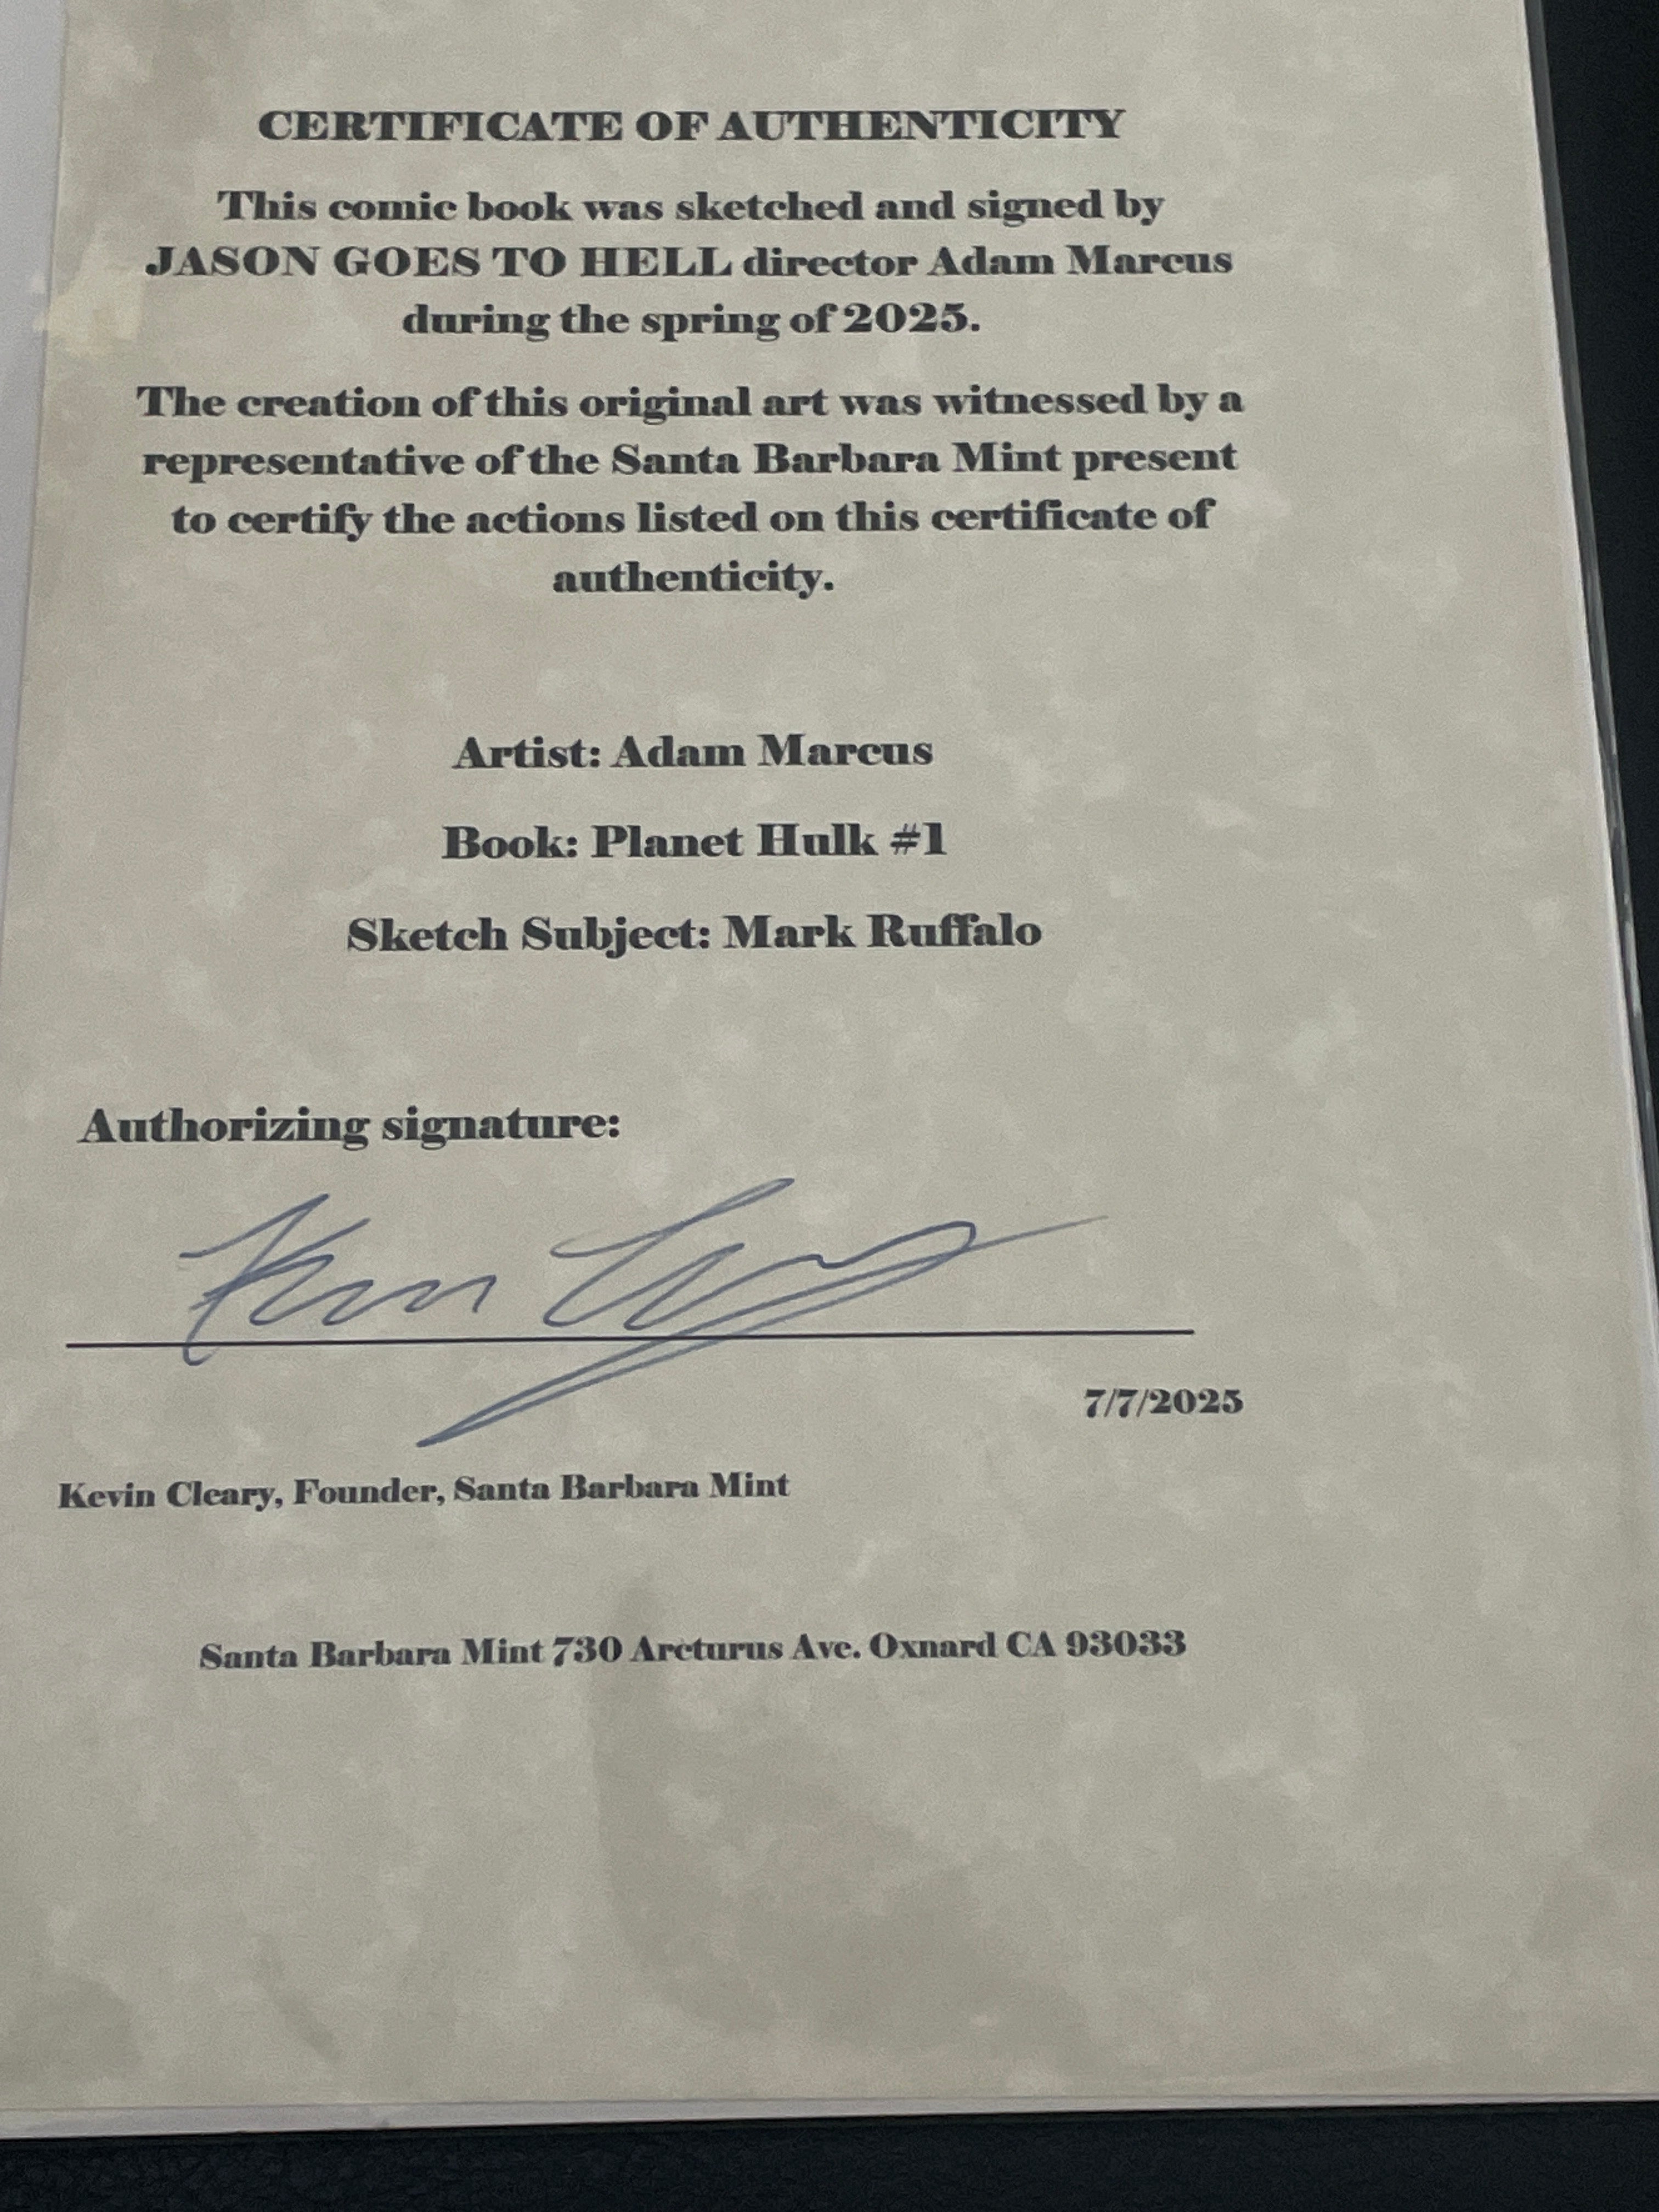 CERTIFICATE OF AUTHENTICITY
This comic book was sketched and signed by
JASON GOES TO HELL director Adam Marcus
during the spring of 2025.
The creation of this original art was witnessed by a
representative of the Santa Barbara Mint present
to certify the actions listed on this certificate of
authenticity.
Artist: Adam Marcus
Book: Planet Hulk #1
Sketch Subject: Mark Ruffalo
Authorizing signature:
7/7/2025
Kevin Cleary, Founder, Santa Barbara Mint
Santa Barbara Mint 730 Arcturus Ave. Oxnard CA 93033